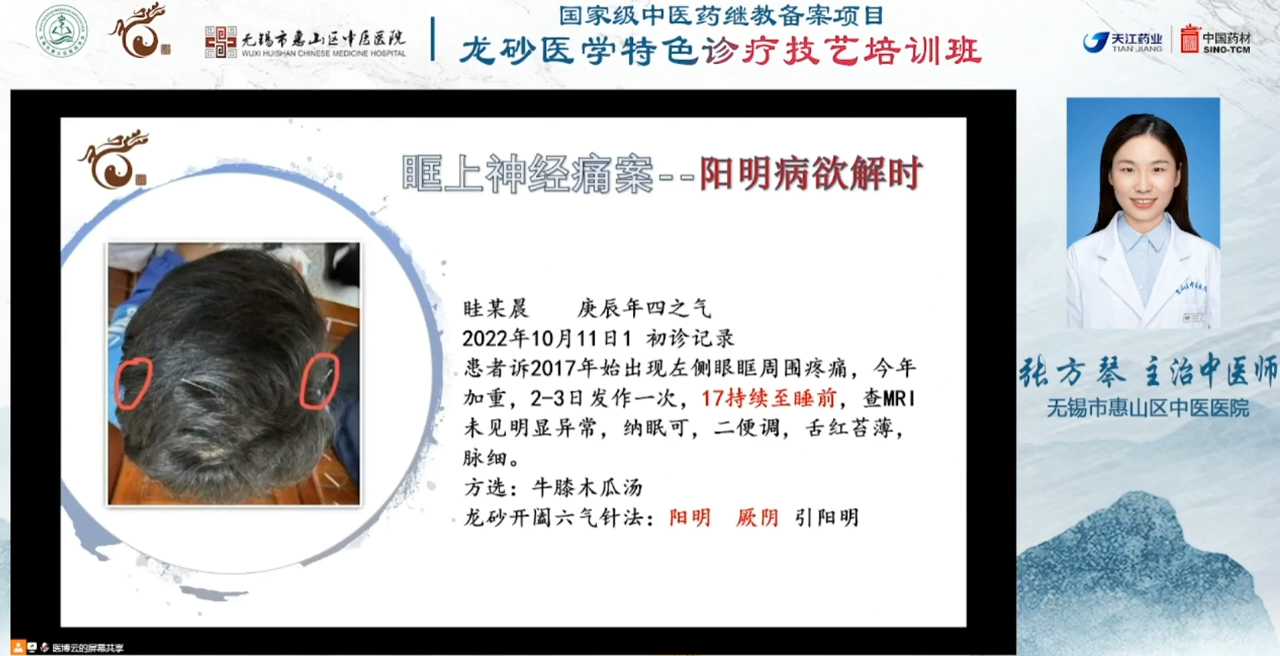 国家级中医药继教备案项目
无锡市惠山区中医医院
WUXI HUISHAN CHINESE MEDICINE HOSPITAL
龙砂医学特色诊疗技艺培训班
天江药业
TIAN JIANG
中国药材
SINO-TCM
眶上神经痛案--阳明病欲解时
眭某晨 庚辰年四之气
2022年10月11日1 初诊记录
患者诉2017年始出现左侧眼眶周围疼痛，今年
加重，2-3日发作一次，17持续至睡前，查MRI
未见明显异常，纳眠可，二便调，舌红苔薄，
脉细。
方选：牛膝木瓜汤
龙砂开阖六气针法：阳明 厥阴 引阳明
张方琴 主治中医师
无锡市惠山区中医医院
医博云的屏幕共享